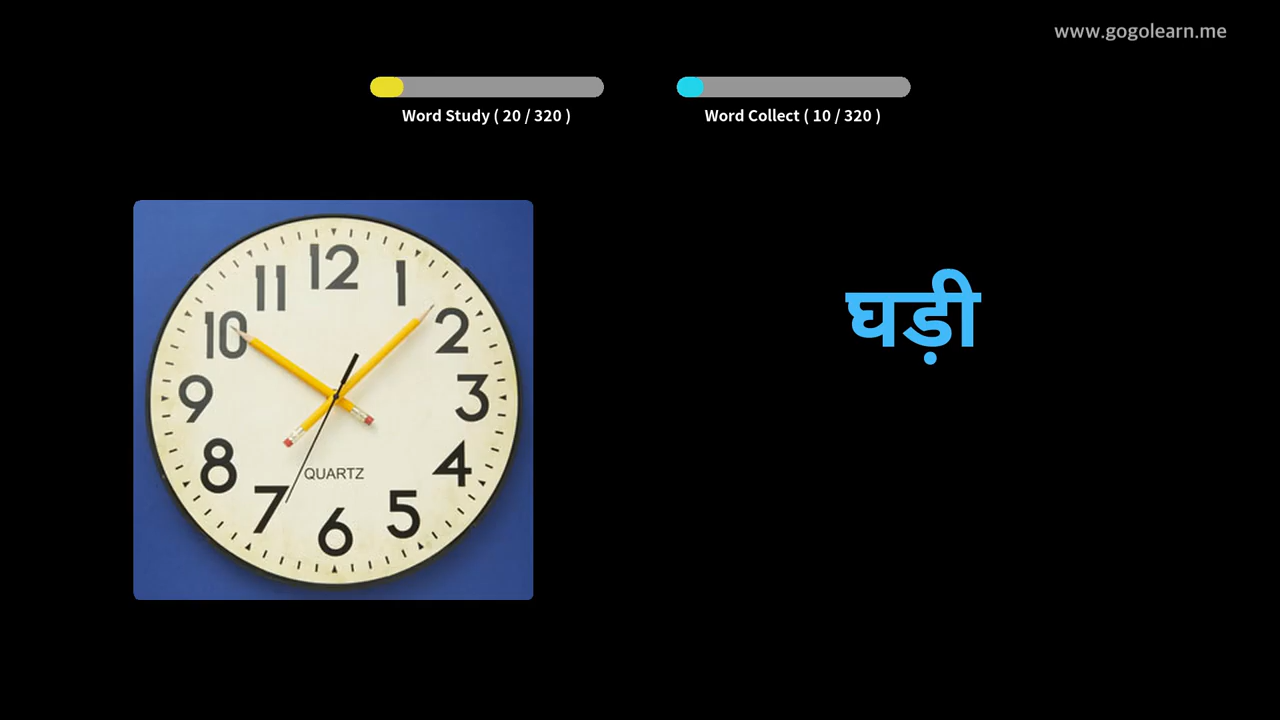 www.gogolearn.me
Word Study ( 20 / 320 )
Word Collect ( 10 / 320 )
12
11
1
10
2
9
3
8
4
7
5
6
QUARTZ
घड़ी